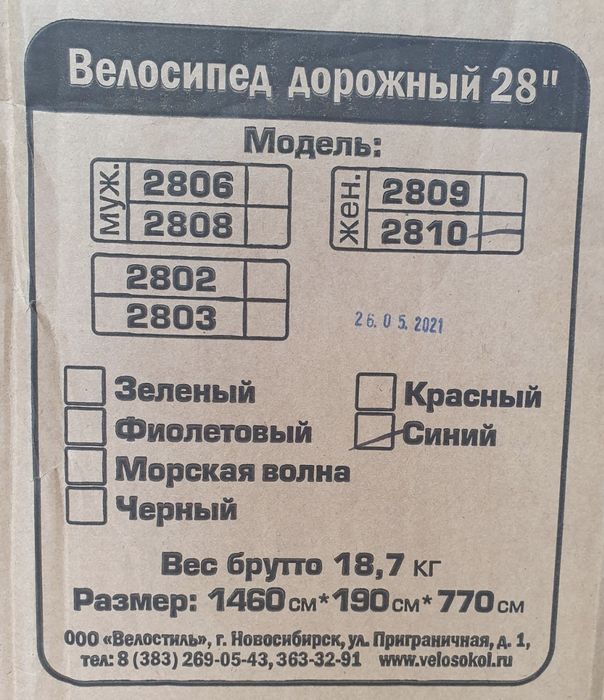 Велосипед дорожный 28"
Модель:
муж. 2806
2808
жен. 2809
2810
2802
2803
26.05.2021
Зеленый
Красный
Фиолетовый
Синий
Морская волна
Черный
Вес брутто 18,7 кг
Размер: 1460 см*190 см*770 см
ООО «Велостиль», г. Новосибирск, ул. Приграничная, д. 1,
тел: 8 (383) 269-05-43, 363-32-91 www.velosokol.ru